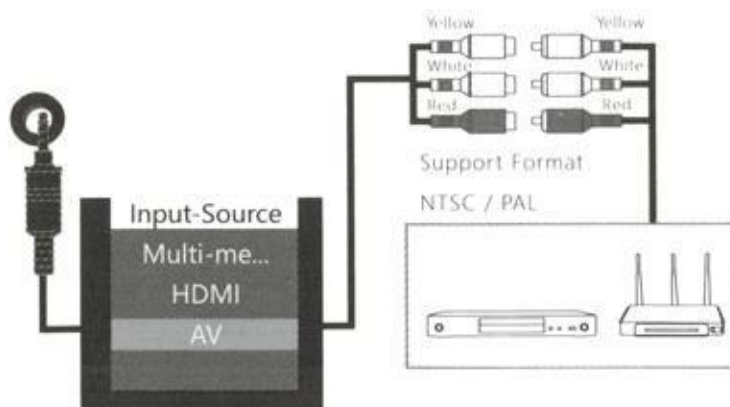 Yellow
Yellow
White
White
Red
Red
Support Format
NTSC / PAL
Input-Source
Multi-me...
HDMI
AV